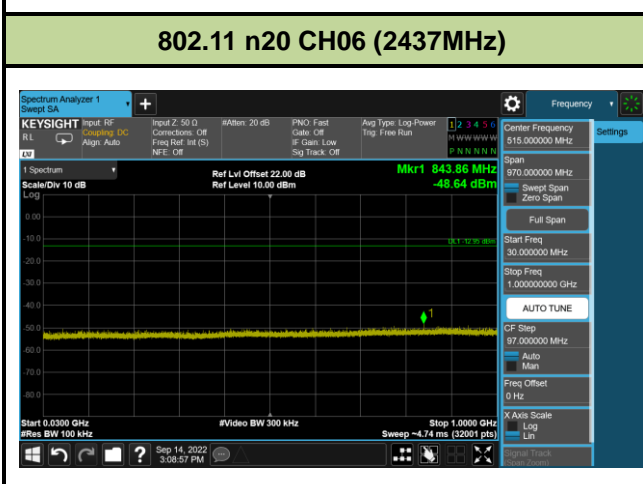 802.11 n20 CH06 (2437MHz)
Spectrum Analyzer 1
Swept SA
Frequency
KEYSIGHT
RL
LXI
Input: RF
Coupling: DC
Align: Auto
Input Z: 50 Ω
Corrections: Off
Freq Ref: Int (S)
NFE: Off
#Atten: 20 dB
PNO: Fast
Gate: Off
IF Gain: Low
Sig Track: Off
Avg Type: Log-Power
Trig: Free Run
1 2 3 4 5 6
M W W W W W
P N N N N N
Settings
1 Spectrum
Scale/Div 10 dB
Log
Ref Lvl Offset 22.00 dB
Ref Level 10.00 dBm
Mkr1 843.86 MHz
-48.64 dBm
0.00
-10.0
-20.0
-30.0
-40.0
-50.0
-60.0
-70.0
-80.0
DL1 -12.95 dBm
1
Start 0.0300 GHz
#Res BW 100 kHz
#Video BW 300 kHz
Stop 1.0000 GHz
Sweep ~4.74 ms (32001 pts)
Center Frequency
515.000000 MHz
Span
970.000000 MHz
Swept Span
Zero Span
Full Span
Start Freq
30.000000 MHz
Stop Freq
1.000000000 GHz
AUTO TUNE
CF Step
97.000000 MHz
Auto
Man
Freq Offset
0 Hz
X Axis Scale
Log
Lin
Signal Track
(Span Zoom)
?
Sep 14, 2022
3:08:57 PM